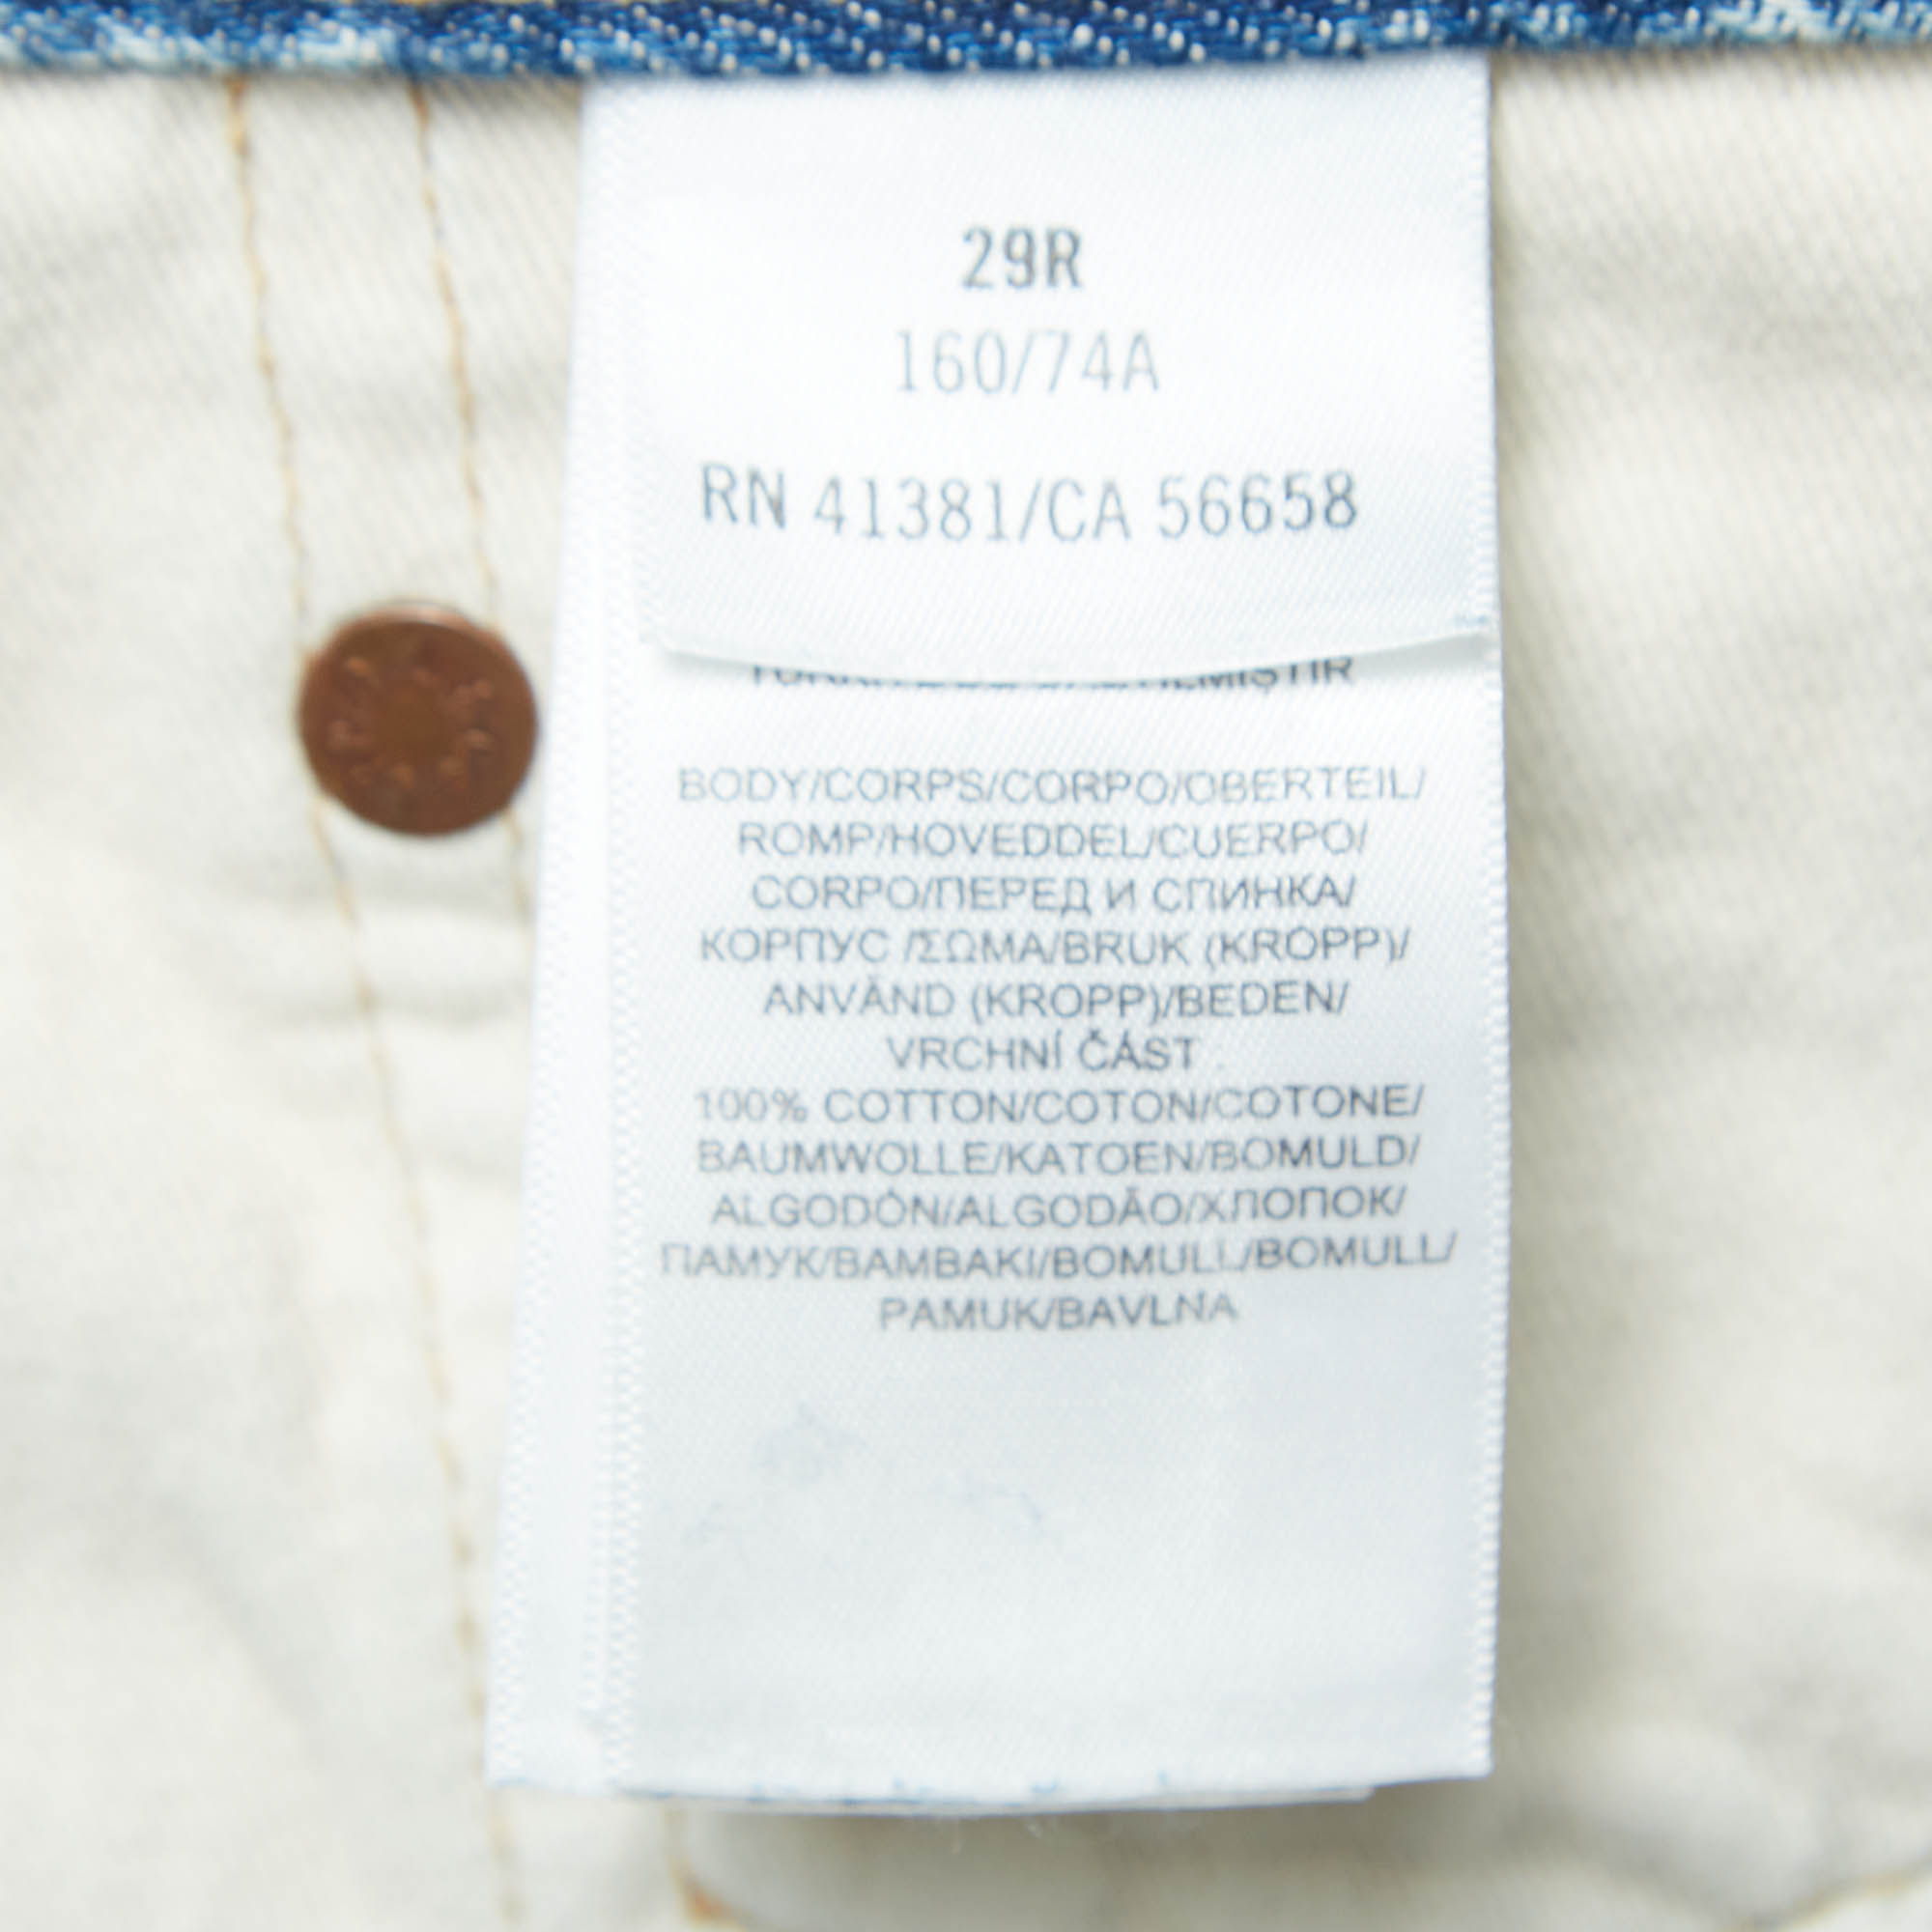 29R
160/74A
RN 41381/CA 56658
BODY/CORPS/CORPO/OBERTEIL/
ROMP/HOVEDDEL/CUERPO/
CORPO/ПЕРЕД И СПИНКА/
КОРПУС /ΣΩΜΑ/BRUK (KROPP)/
ANVÄND (KROPP)/BEDEN/
VRCHNÍ ČÁST
100% COTTON/COTON/COTONE/
BAUMWOLLE/KATOEN/BOMULD/
ALGODÓN/ALGODÃO/ХЛОПОК/
ПАМУК/BAMBAKI/BOMULL/BOMULL/
PAMUK/BAVLNA